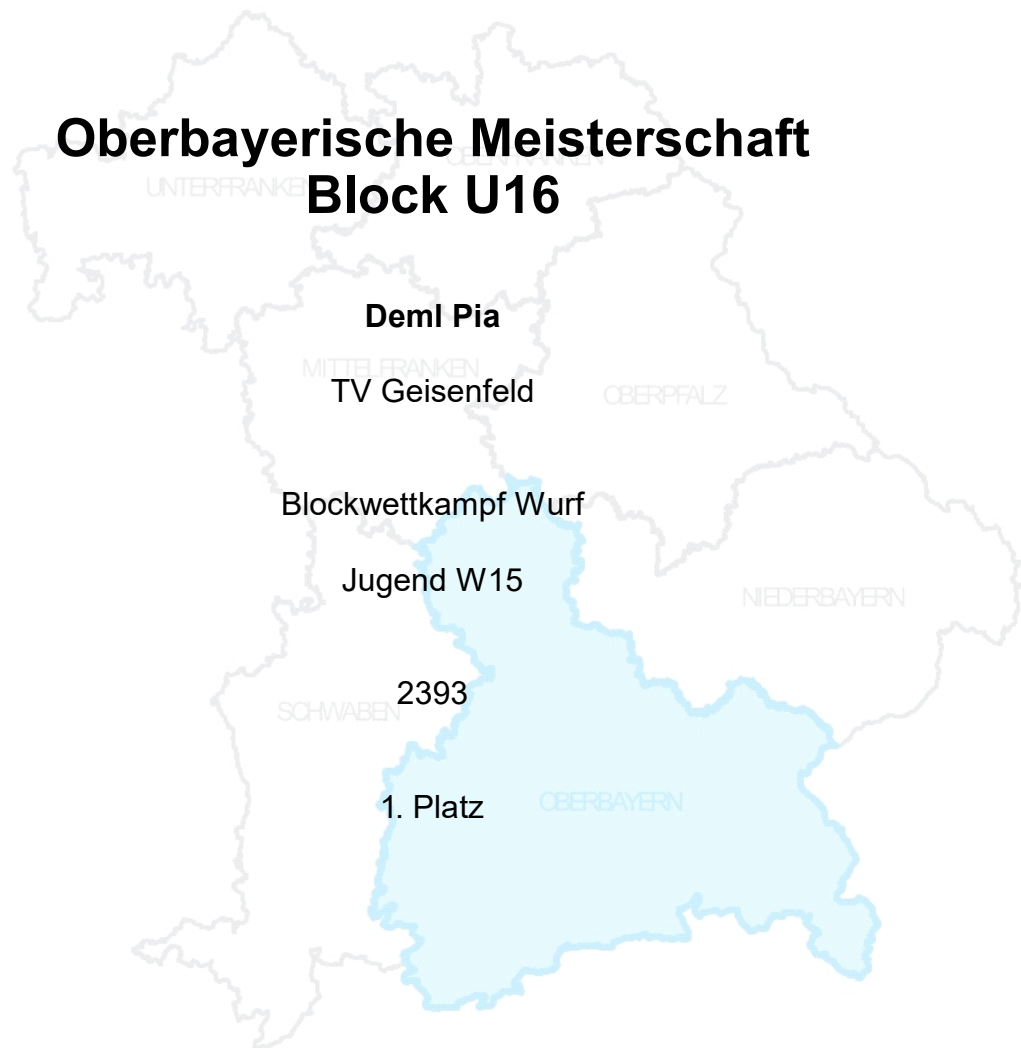 Oberbayerische Meisterschaft
OBERFRANKEN
UNTERFRANKEN
Block U16
Deml Pia
MITTELFRANKEN
TV Geisenfeld
OBERPFALZ
Blockwettkampf Wurf
Jugend W15
NIEDERBAYERN
2393
SCHWABEN
1. Platz
OBERBAYERN